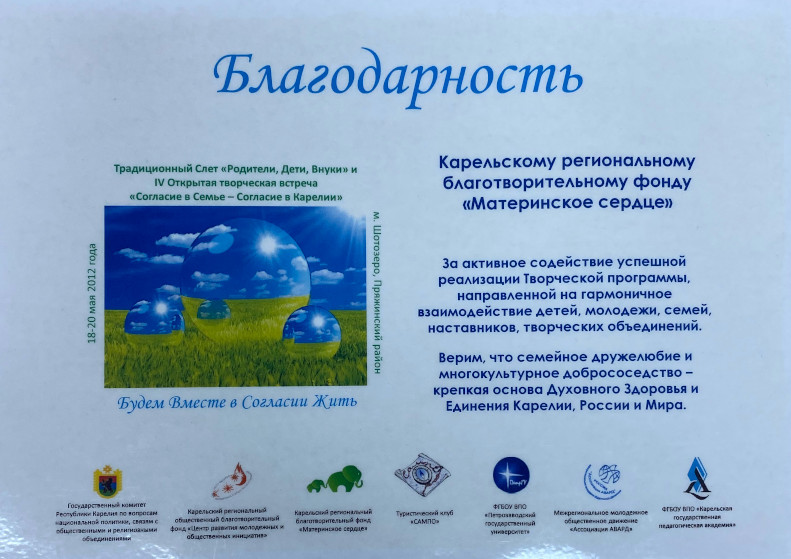 Благодарность
Традиционный Слет «Родители, Дети, Внуки» и
IV Открытая творческая встреча
«Согласие в Семье – Согласие в Карелии»
18-20 мая 2012 года
м. Шотозеро, Пряжинский район
Будем Вместе в Согласии Жить
Карельскому региональному
благотворительному фонду
«Материнское сердце»
За активное содействие успешной
реализации Творческой программы,
направленной на гармоничное
взаимодействие детей, молодежи, семей,
наставников, творческих объединений.
Верим, что семейное дружелюбие и
многокультурное добрососедство –
крепкая основа Духовного Здоровья и
Единения Карелии, России и Мира.
Государственный комитет
Республики Карелия по вопросам
национальной политики, связям с
общественными и религиозными
объединениями
Карельский региональный
общественный благотворительный
фонд «Центр развития молодежных и
общественных инициатив»
Карельский региональный
благотворительный фонд
«Материнское сердце»
Туристический клуб
«САМПО»
ПетрГУ
ФГБОУ ВПО
«Петрозаводский
государственный
университет»
Межрегиональное молодежное
общественное движение
«Ассоциация АВАРД»
ФГБОУ ВПО «Карельская
государственная
педагогическая академия»